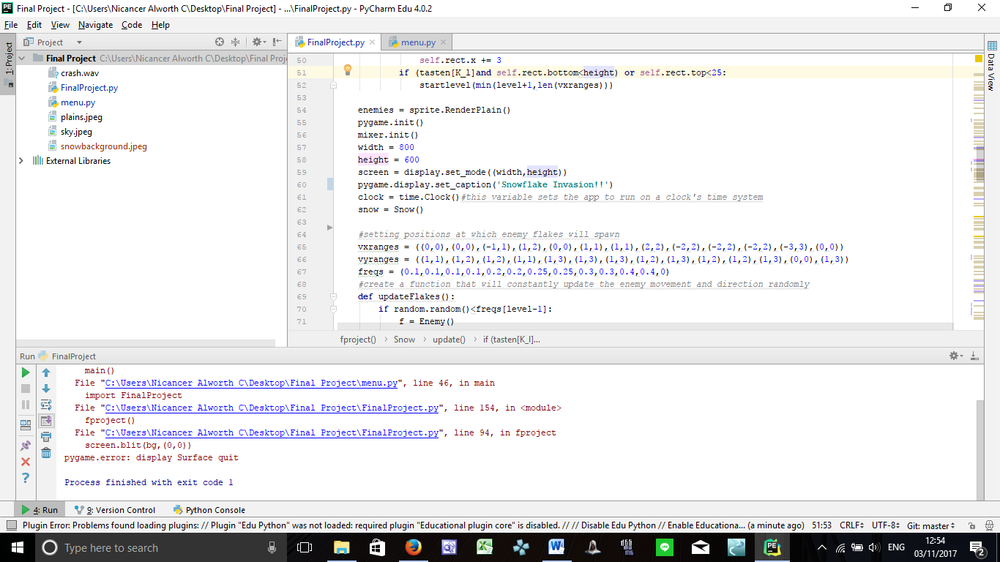 Final Project - [C:\Users\Nicancer Alworth C\Desktop\Final Project] - ...\FinalProject.py - PyCharm Edu 4.0.2
File Edit View Navigate Code Help
1: Project
Project
FinalProject.py
menu.py
Final Project C:\Users\Nicancer Alworth C\Desktop\Final Proj
crash.wav
FinalProject.py
menu.py
plains.jpeg
sky.jpeg
snowbackground.jpeg
External Libraries
Data View
50 self.rect.x += 3
51 if (tasten[K_l]and self.rect.bottom<height) or self.rect.top<25:
52 startlevel(min(level+1,len(vxranges)))
53
54 enemies = sprite.RenderPlain()
55 pygame.init()
56 mixer.init()
57 width = 800
58 height = 600
59 screen = display.set_mode((width,height))
60 pygame.display.set_caption('Snowflake Invasion!!')
61 clock = time.Clock()#this variable sets the app to run on a clock's time system
62 snow = Snow()
63
64 #setting positions at which enemy flakes will spawn
65 vxranges = ((0,0),(0,0),(-1,1),(1,2),(0,0),(1,1),(1,1),(2,2),(-2,2),(-2,2),(-2,2),(-3,3),(0,0))
66 vyranges = ((1,1),(1,2),(1,2),(1,1),(1,3),(1,3),(1,3),(1,2),(1,3),(1,2),(1,2),(1,3),(0,0),(1,3))
67 freqs = (0.1,0.1,0.1,0.1,0.2,0.2,0.25,0.25,0.3,0.3,0.4,0.4,0)
68 #create a function that will constantly update the enemy movement and direction randomly
69 def updateFlakes():
70 if random.random()<freqs[level-1]:
71 f = Enemy()
fproject() Snow update() if (tasten[K_l]...
Run FinalProject
main()
File "C:\Users\Nicancer Alworth C\Desktop\Final Project\menu.py", line 46, in main
import FinalProject
File "C:\Users\Nicancer Alworth C\Desktop\Final Project\FinalProject.py", line 154, in <module>
fproject()
File "C:\Users\Nicancer Alworth C\Desktop\Final Project\FinalProject.py", line 94, in fproject
screen.blit(bg,(0,0))
pygame.error: display Surface quit
Process finished with exit code 1
4: Run 9: Version Control Python Console
Plugin Error: Problems found loading plugins: // Plugin "Edu Python" was not loaded: required plugin "Educational plugin core" is disabled. // // Disable Edu Python // Enable Educationa... (a minute ago) 51:53 CRLF UTF-8 Git: master
Type here to search
ENG
12:54
03/11/2017
2